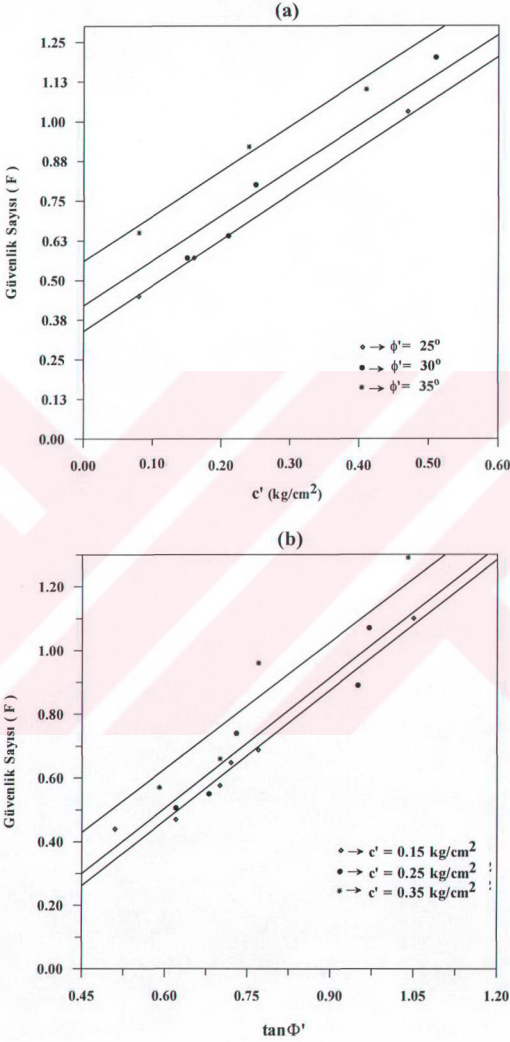 (a)
1.25
1.13
1.00
0.88
0.75
0.63
0.50
0.38
0.25
0.13
0.00
Güvenlik Sayısı ( F )
◇ → ϕ'= 25°
● → ϕ'= 30°
* → ϕ'= 35°
0.00 0.10 0.20 0.30 0.40 0.50 0.60
c' (kg/cm²)
(b)
1.20
1.00
0.80
0.60
0.40
0.20
0.00
Güvenlik Sayısı ( F )
◇ → c' = 0.15 kg/cm²
● → c' = 0.25 kg/cm²
* → c' = 0.35 kg/cm²
0.45 0.60 0.75 0.90 1.05 1.20
tanΦ'